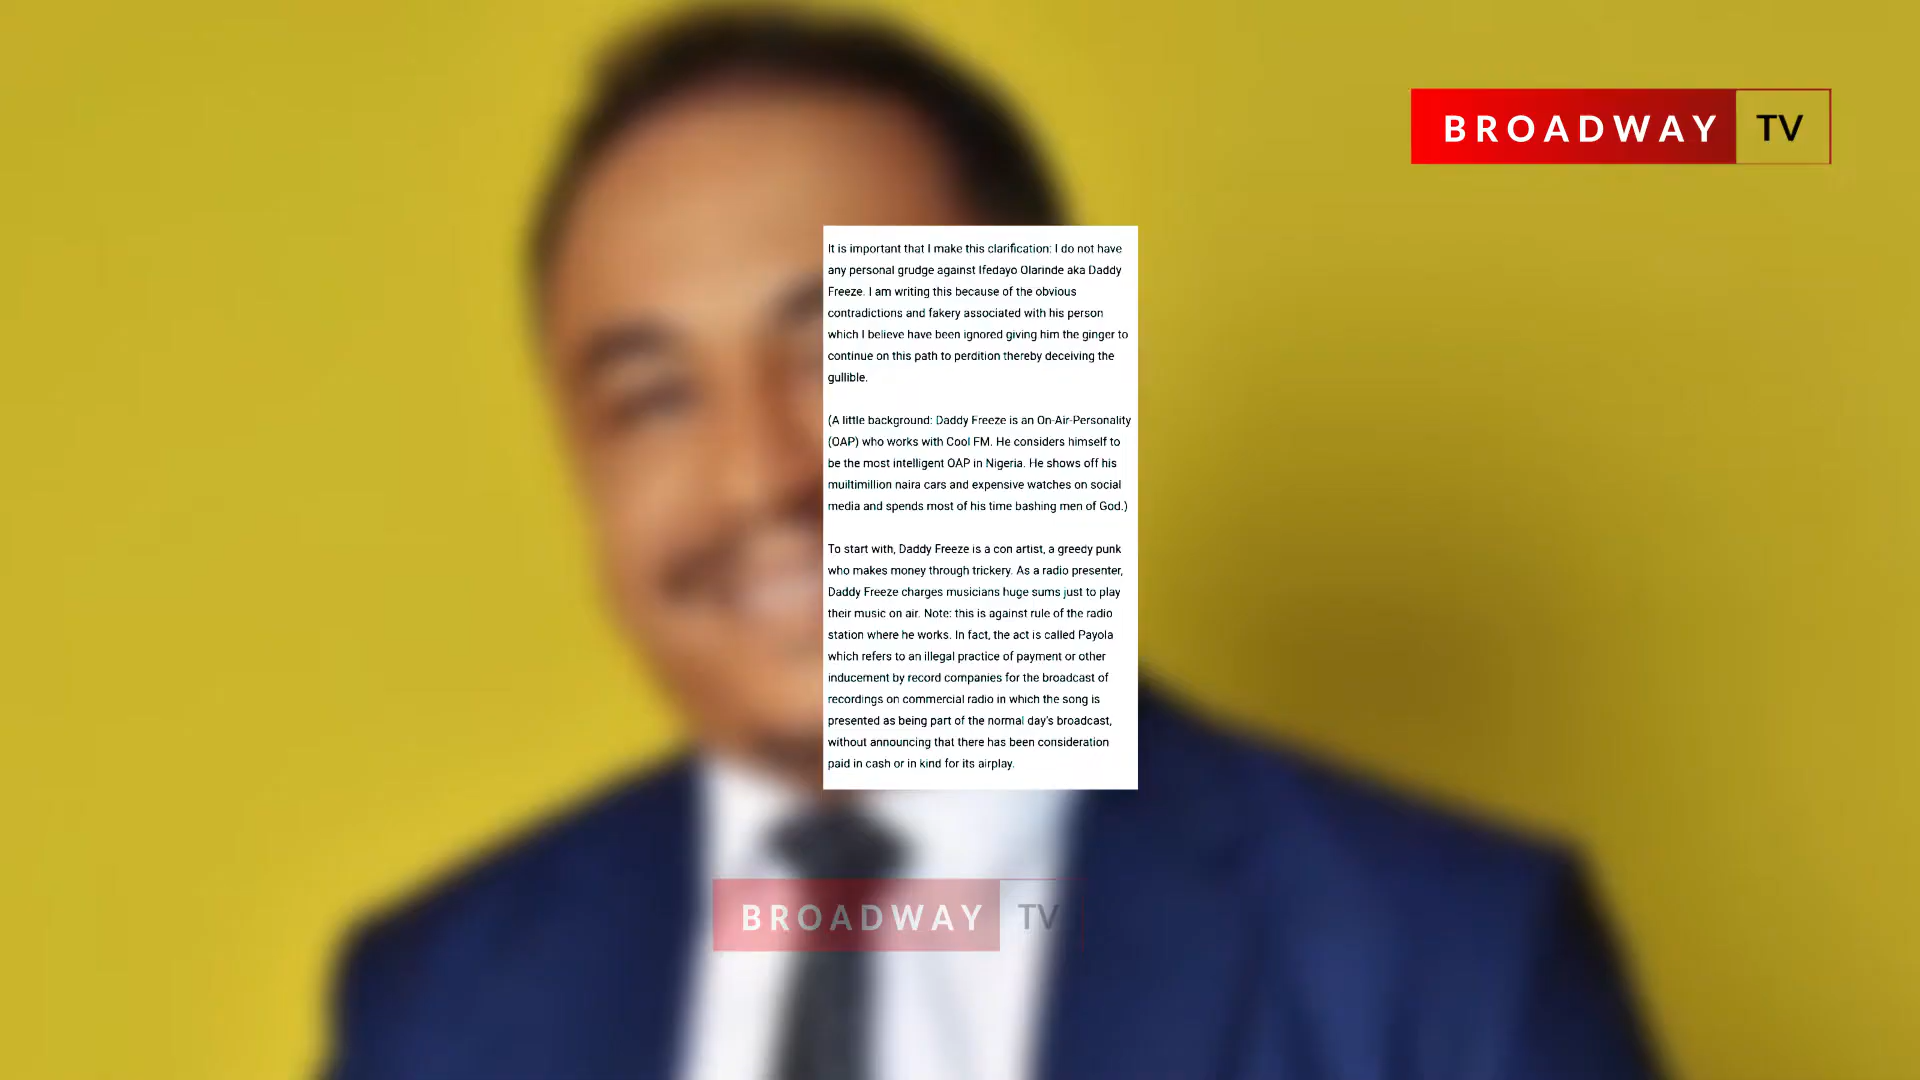 BROADWAY TV
It is important that I make this clarification: I do not have
any personal grudge against Ifedayo Olarinde aka Daddy
Freeze. I am writing this because of the obvious
contradictions and fakery associated with his person
which I believe have been ignored giving him the ginger to
continue on this path to perdition thereby deceiving the
gullible.
(A little background: Daddy Freeze is an On-Air-Personality
(OAP) who works with Cool FM. He considers himself to
be the most intelligent OAP in Nigeria. He shows off his
muiltimillion naira cars and expensive watches on social
media and spends most of his time bashing men of God.)
To start with, Daddy Freeze is a con artist, a greedy punk
who makes money through trickery. As a radio presenter,
Daddy Freeze charges musicians huge sums just to play
their music on air. Note: this is against rule of the radio
station where he works. In fact, the act is called Payola
which refers to an illegal practice of payment or other
inducement by record companies for the broadcast of
recordings on commercial radio in which the song is
presented as being part of the normal day's broadcast,
without announcing that there has been consideration
paid in cash or in kind for its airplay.
BROADWAY TV